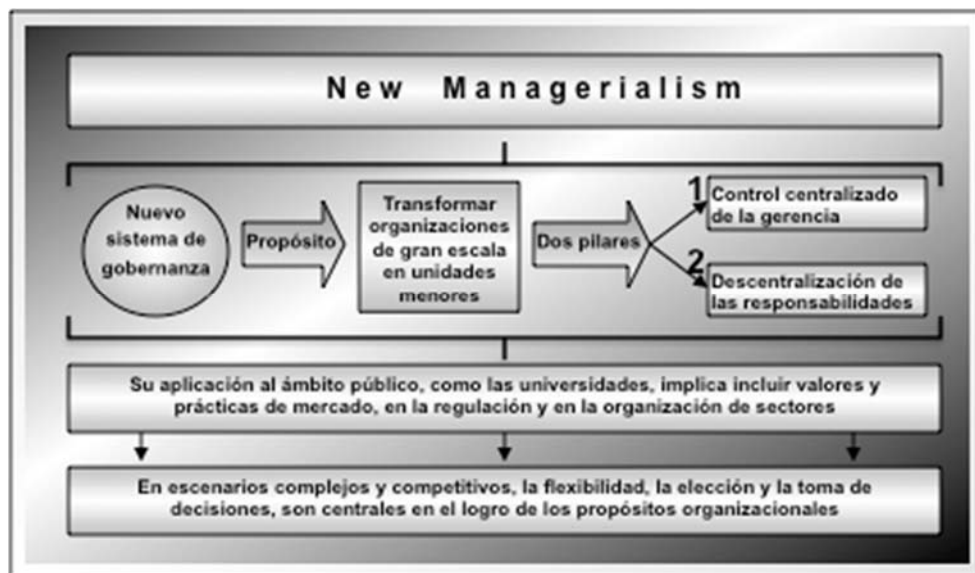 New Managerialism
Nuevo
sistema de
gobernanza
Propósito
Transformar
organizaciones
de gran escala
en unidades
menores
Dos pilares
1
Control centralizado
de la gerencia
2
Descentralización de
las responsabilidades
Su aplicación al ámbito público, como las universidades, implica incluir valores y
prácticas de mercado, en la regulación y en la organización de sectores
En escenarios complejos y competitivos, la flexibilidad, la elección y la toma de
decisiones, son centrales en el logro de los propósitos organizacionales